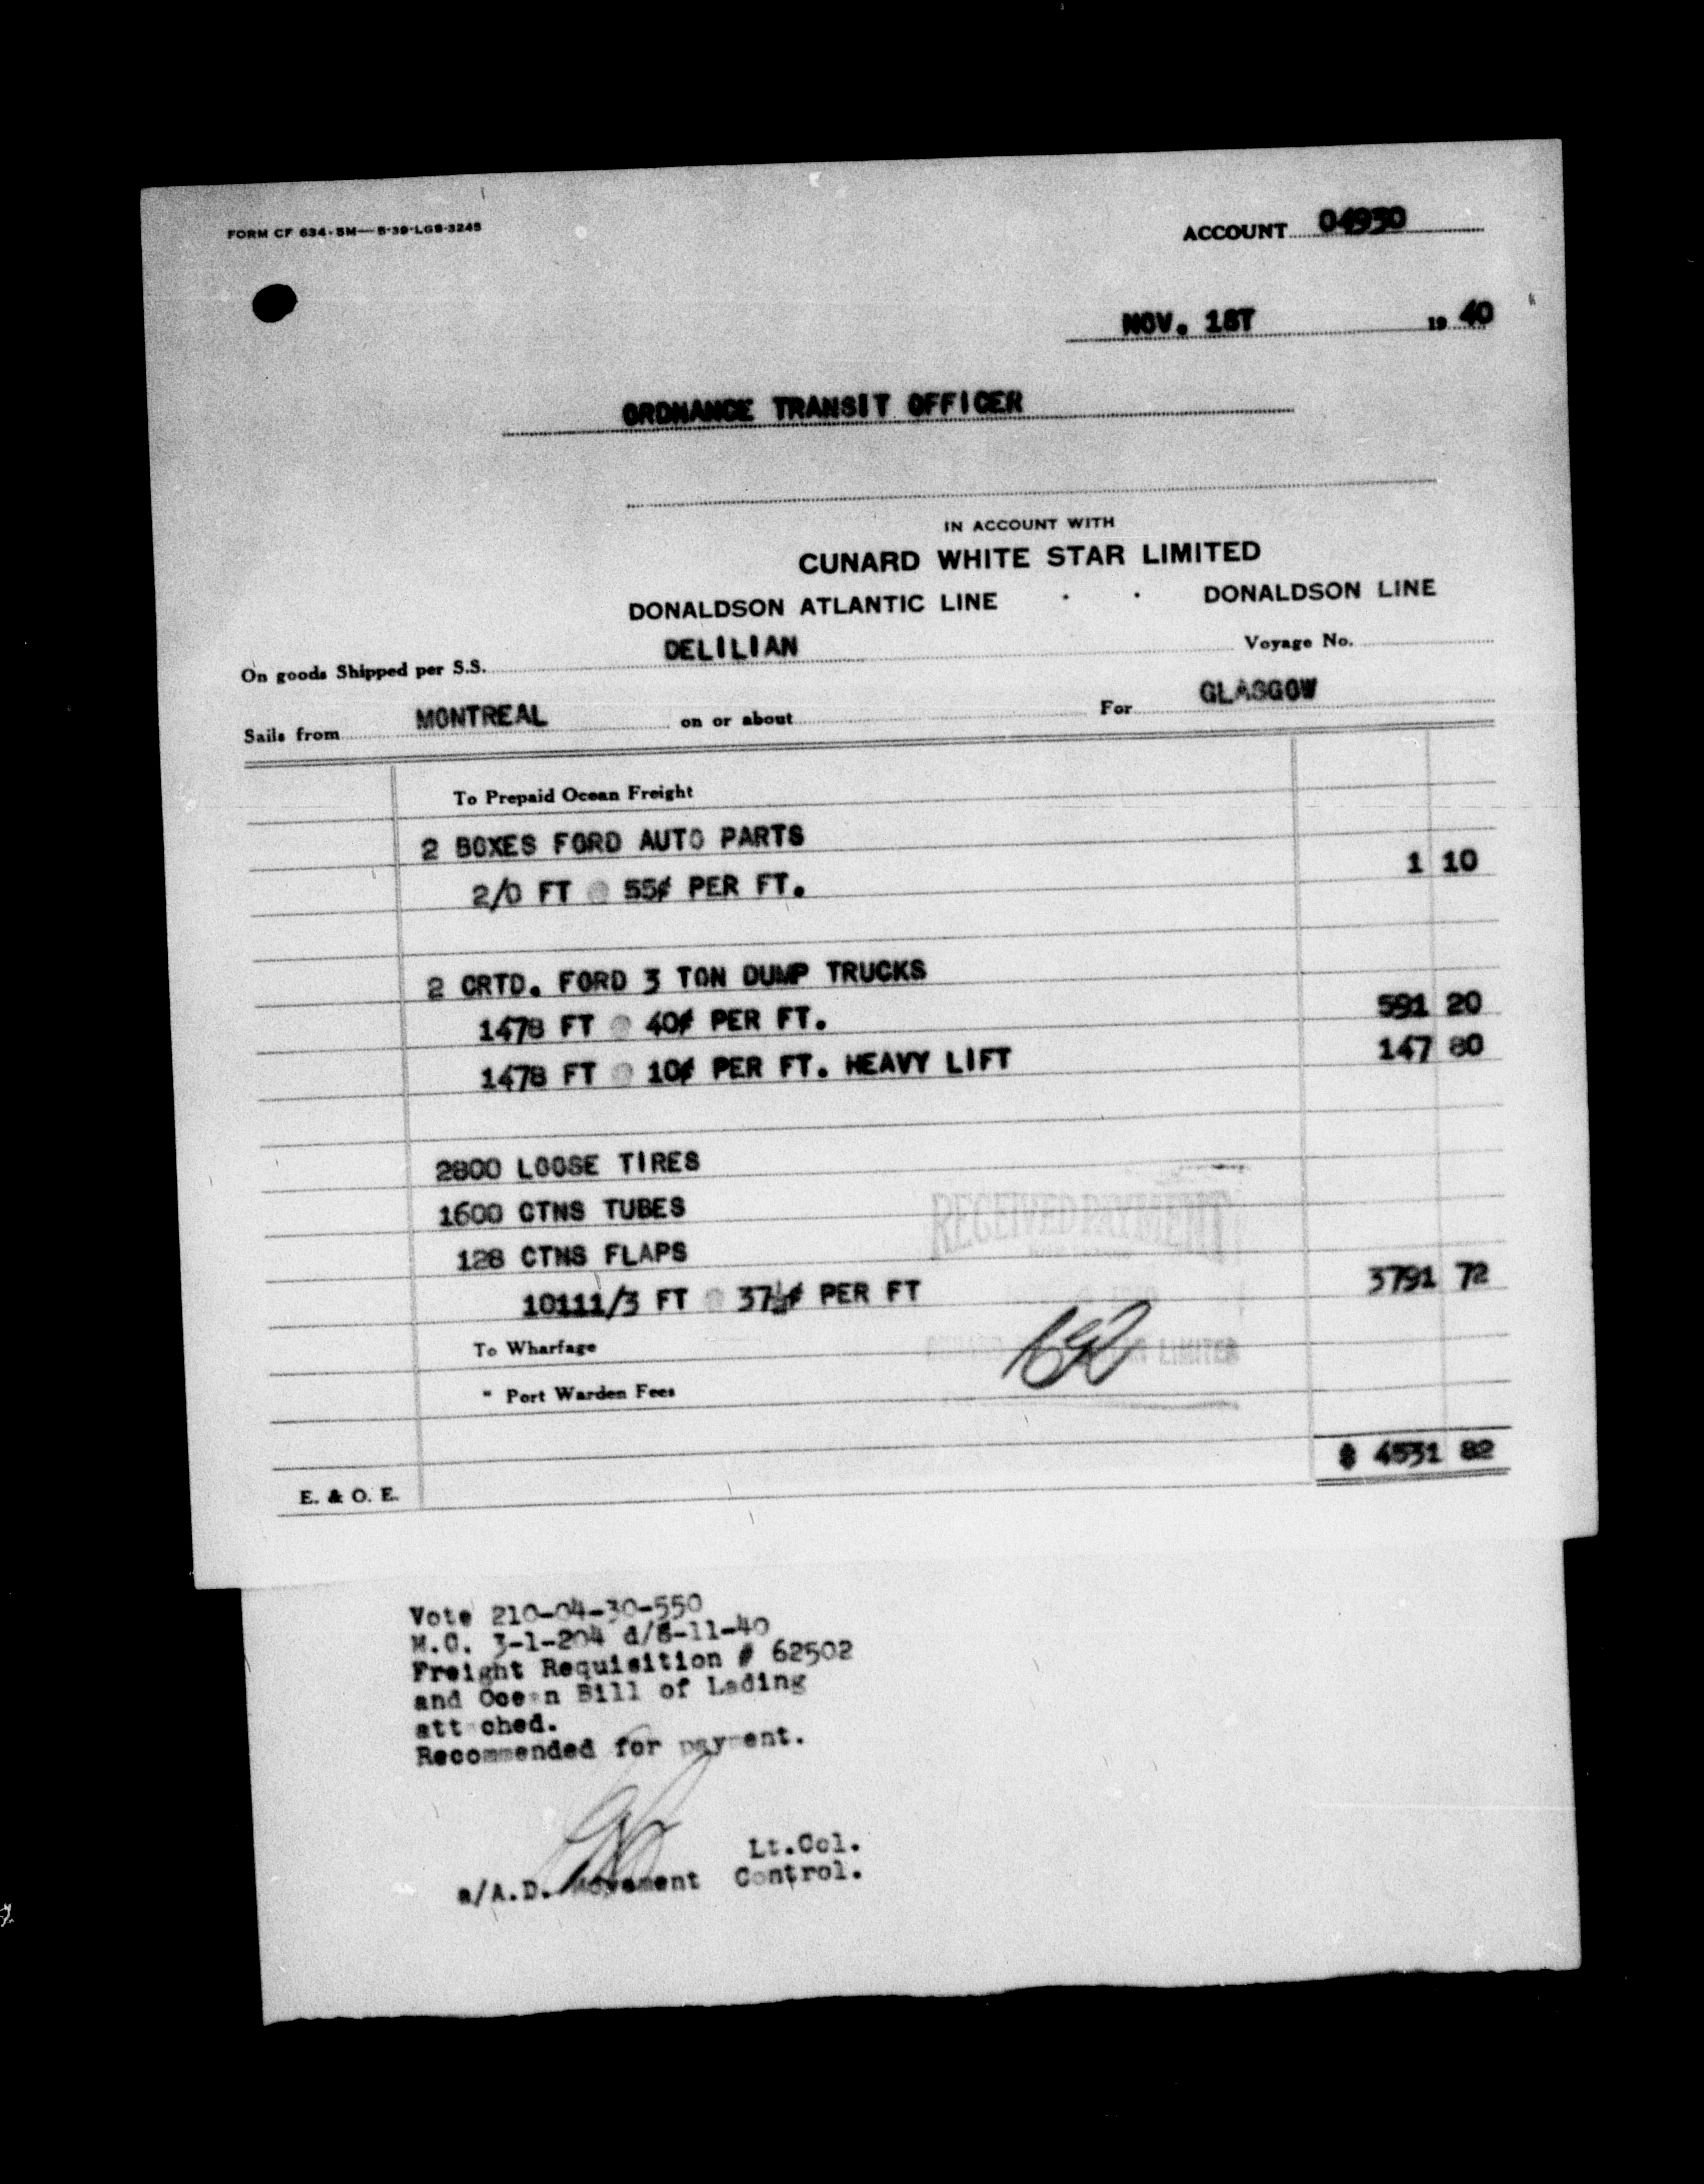 FORM CF 634-5M—5-39-LGS-3245
ACCOUNT 04930
NOV. 1ST 19 40
ORDNANCE TRANSIT OFFICER
IN ACCOUNT WITH
CUNARD WHITE STAR LIMITED
DONALDSON ATLANTIC LINE · · DONALDSON LINE
On goods Shipped per S.S. DELILIAN Voyage No.
Sails from MONTREAL on or about For GLASGOW
To Prepaid Ocean Freight
2 BOXES FORD AUTO PARTS
2/0 FT @ 55¢ PER FT. 1 10
2 CRTD. FORD 3 TON DUMP TRUCKS
1478 FT @ 40¢ PER FT. 591 20
1478 FT @ 10¢ PER FT. HEAVY LIFT 147 80
2800 LOOSE TIRES
1600 CTNS TUBES
128 CTNS FLAPS
10111/3 FT @ 37½¢ PER FT 3791 72
RECEIVED PAYMENT
LIMITED
To Wharfage
" Port Warden Fees
$ 4531 82
E. & O. E.
Vote 210-04-30-550
M.C. 3-1-204 d/8-11-40
Freight Requisition # 62502
and Ocean Bill of Lading
attached.
Recommended for payment.
Lt.Col.
a/A.D. Movement Control.